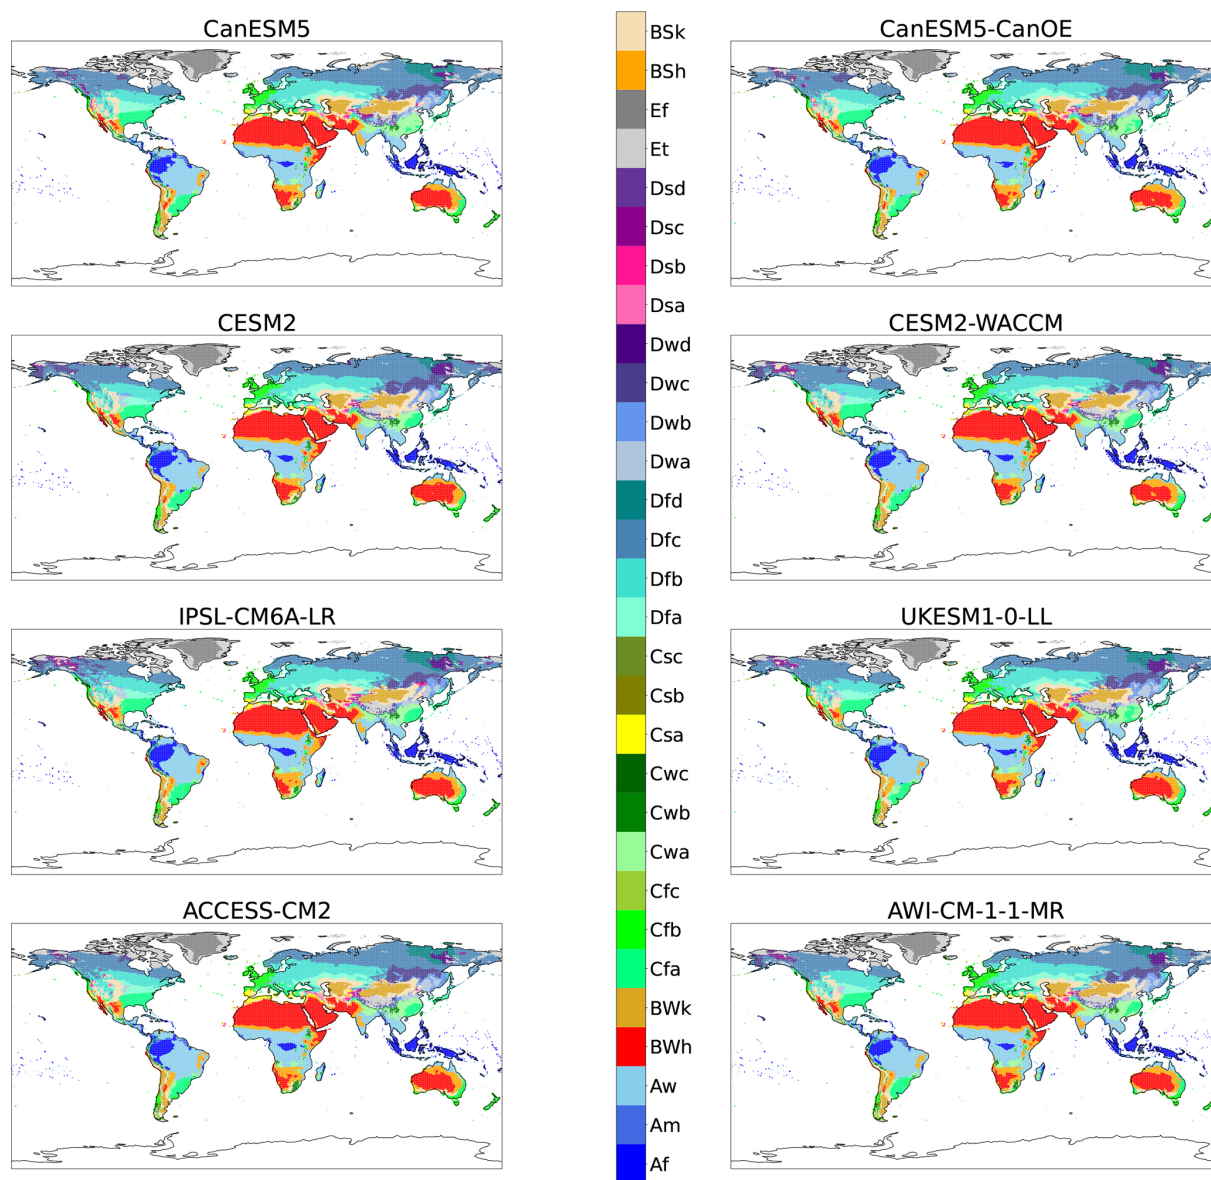 CanESM5
CanESM5-CanOE
CESM2
CESM2-WACCM
IPSL-CM6A-LR
UKESM1-0-LL
ACCESS-CM2
AWI-CM-1-1-MR
BSk
BSh
Ef
Et
Dsd
Dsc
Dsb
Dsa
Dwd
Dwc
Dwb
Dwa
Dfd
Dfc
Dfb
Dfa
Csc
Csb
Csa
Cwc
Cwb
Cwa
Cfc
Cfb
Cfa
BWk
BWh
Aw
Am
Af